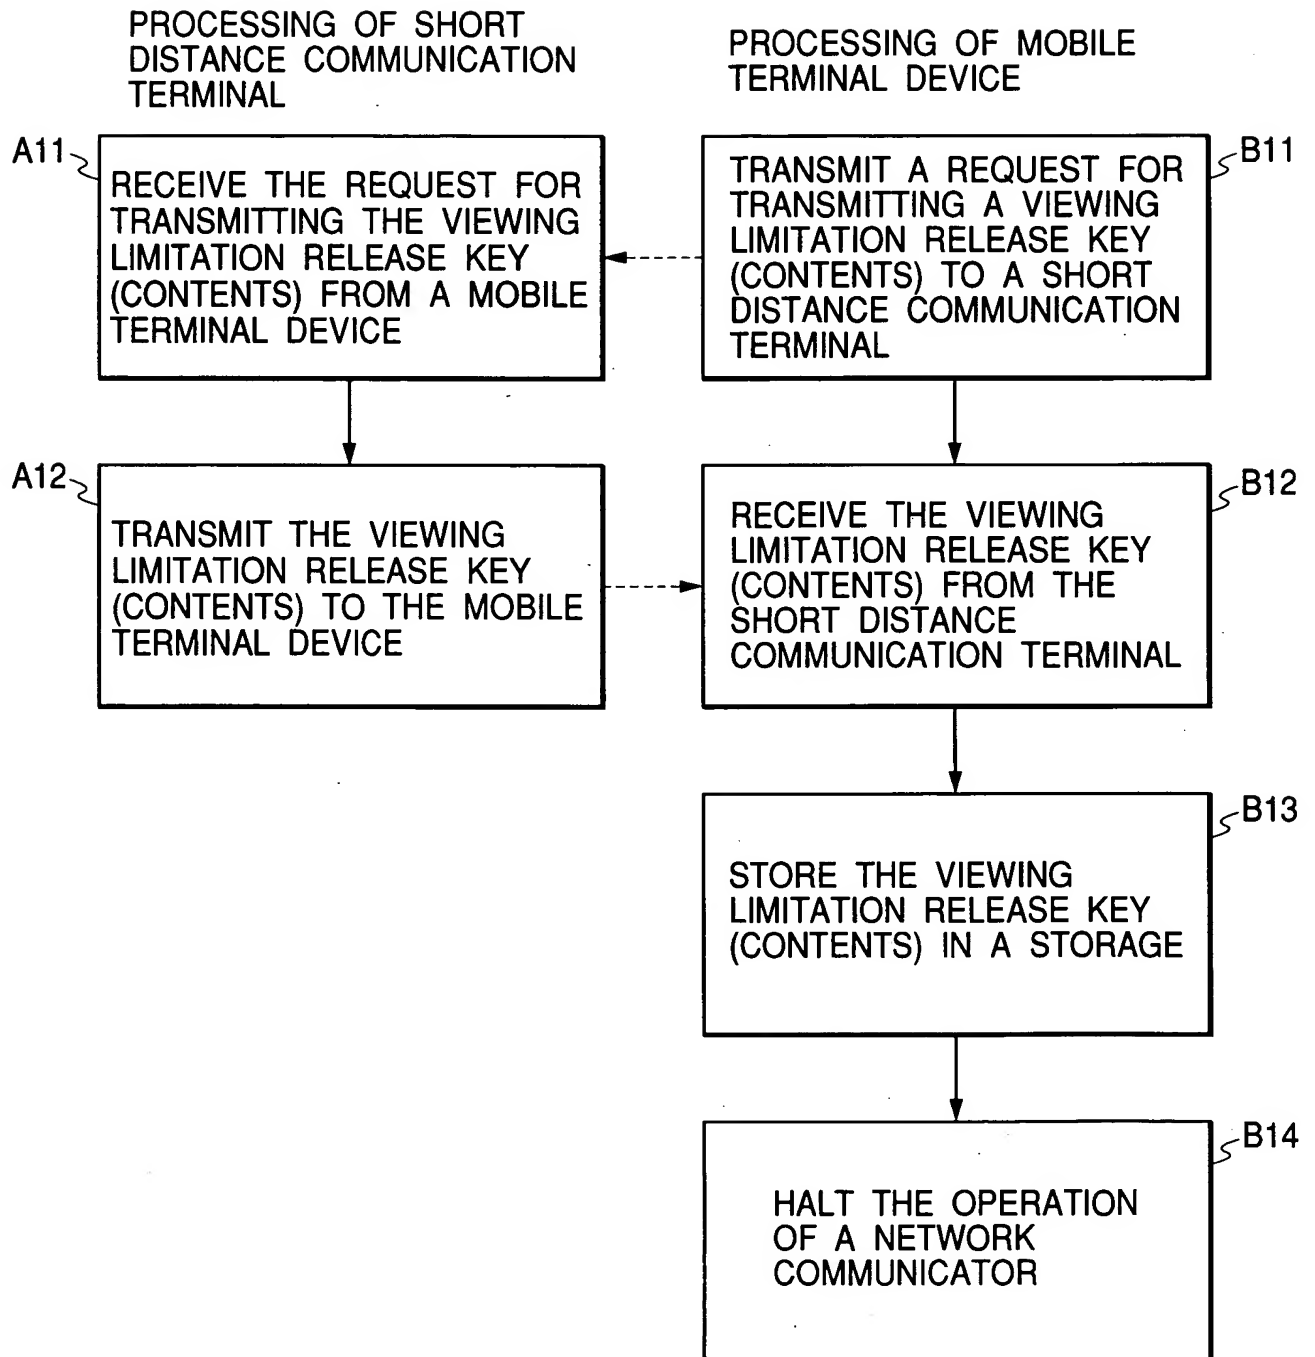 PROCESSING OF SHORT
DISTANCE COMMUNICATION
TERMINAL
PROCESSING OF MOBILE
TERMINAL DEVICE
A11
RECEIVE THE REQUEST FOR
TRANSMITTING THE VIEWING
LIMITATION RELEASE KEY
(CONTENTS) FROM A MOBILE
TERMINAL DEVICE
B11
TRANSMIT A REQUEST FOR
TRANSMITTING A VIEWING
LIMITATION RELEASE KEY
(CONTENTS) TO A SHORT
DISTANCE COMMUNICATION
TERMINAL
A12
TRANSMIT THE VIEWING
LIMITATION RELEASE KEY
(CONTENTS) TO THE MOBILE
TERMINAL DEVICE
B12
RECEIVE THE VIEWING
LIMITATION RELEASE KEY
(CONTENTS) FROM THE
SHORT DISTANCE
COMMUNICATION TERMINAL
B13
STORE THE VIEWING
LIMITATION RELEASE KEY
(CONTENTS) IN A STORAGE
B14
HALT THE OPERATION
OF A NETWORK
COMMUNICATOR